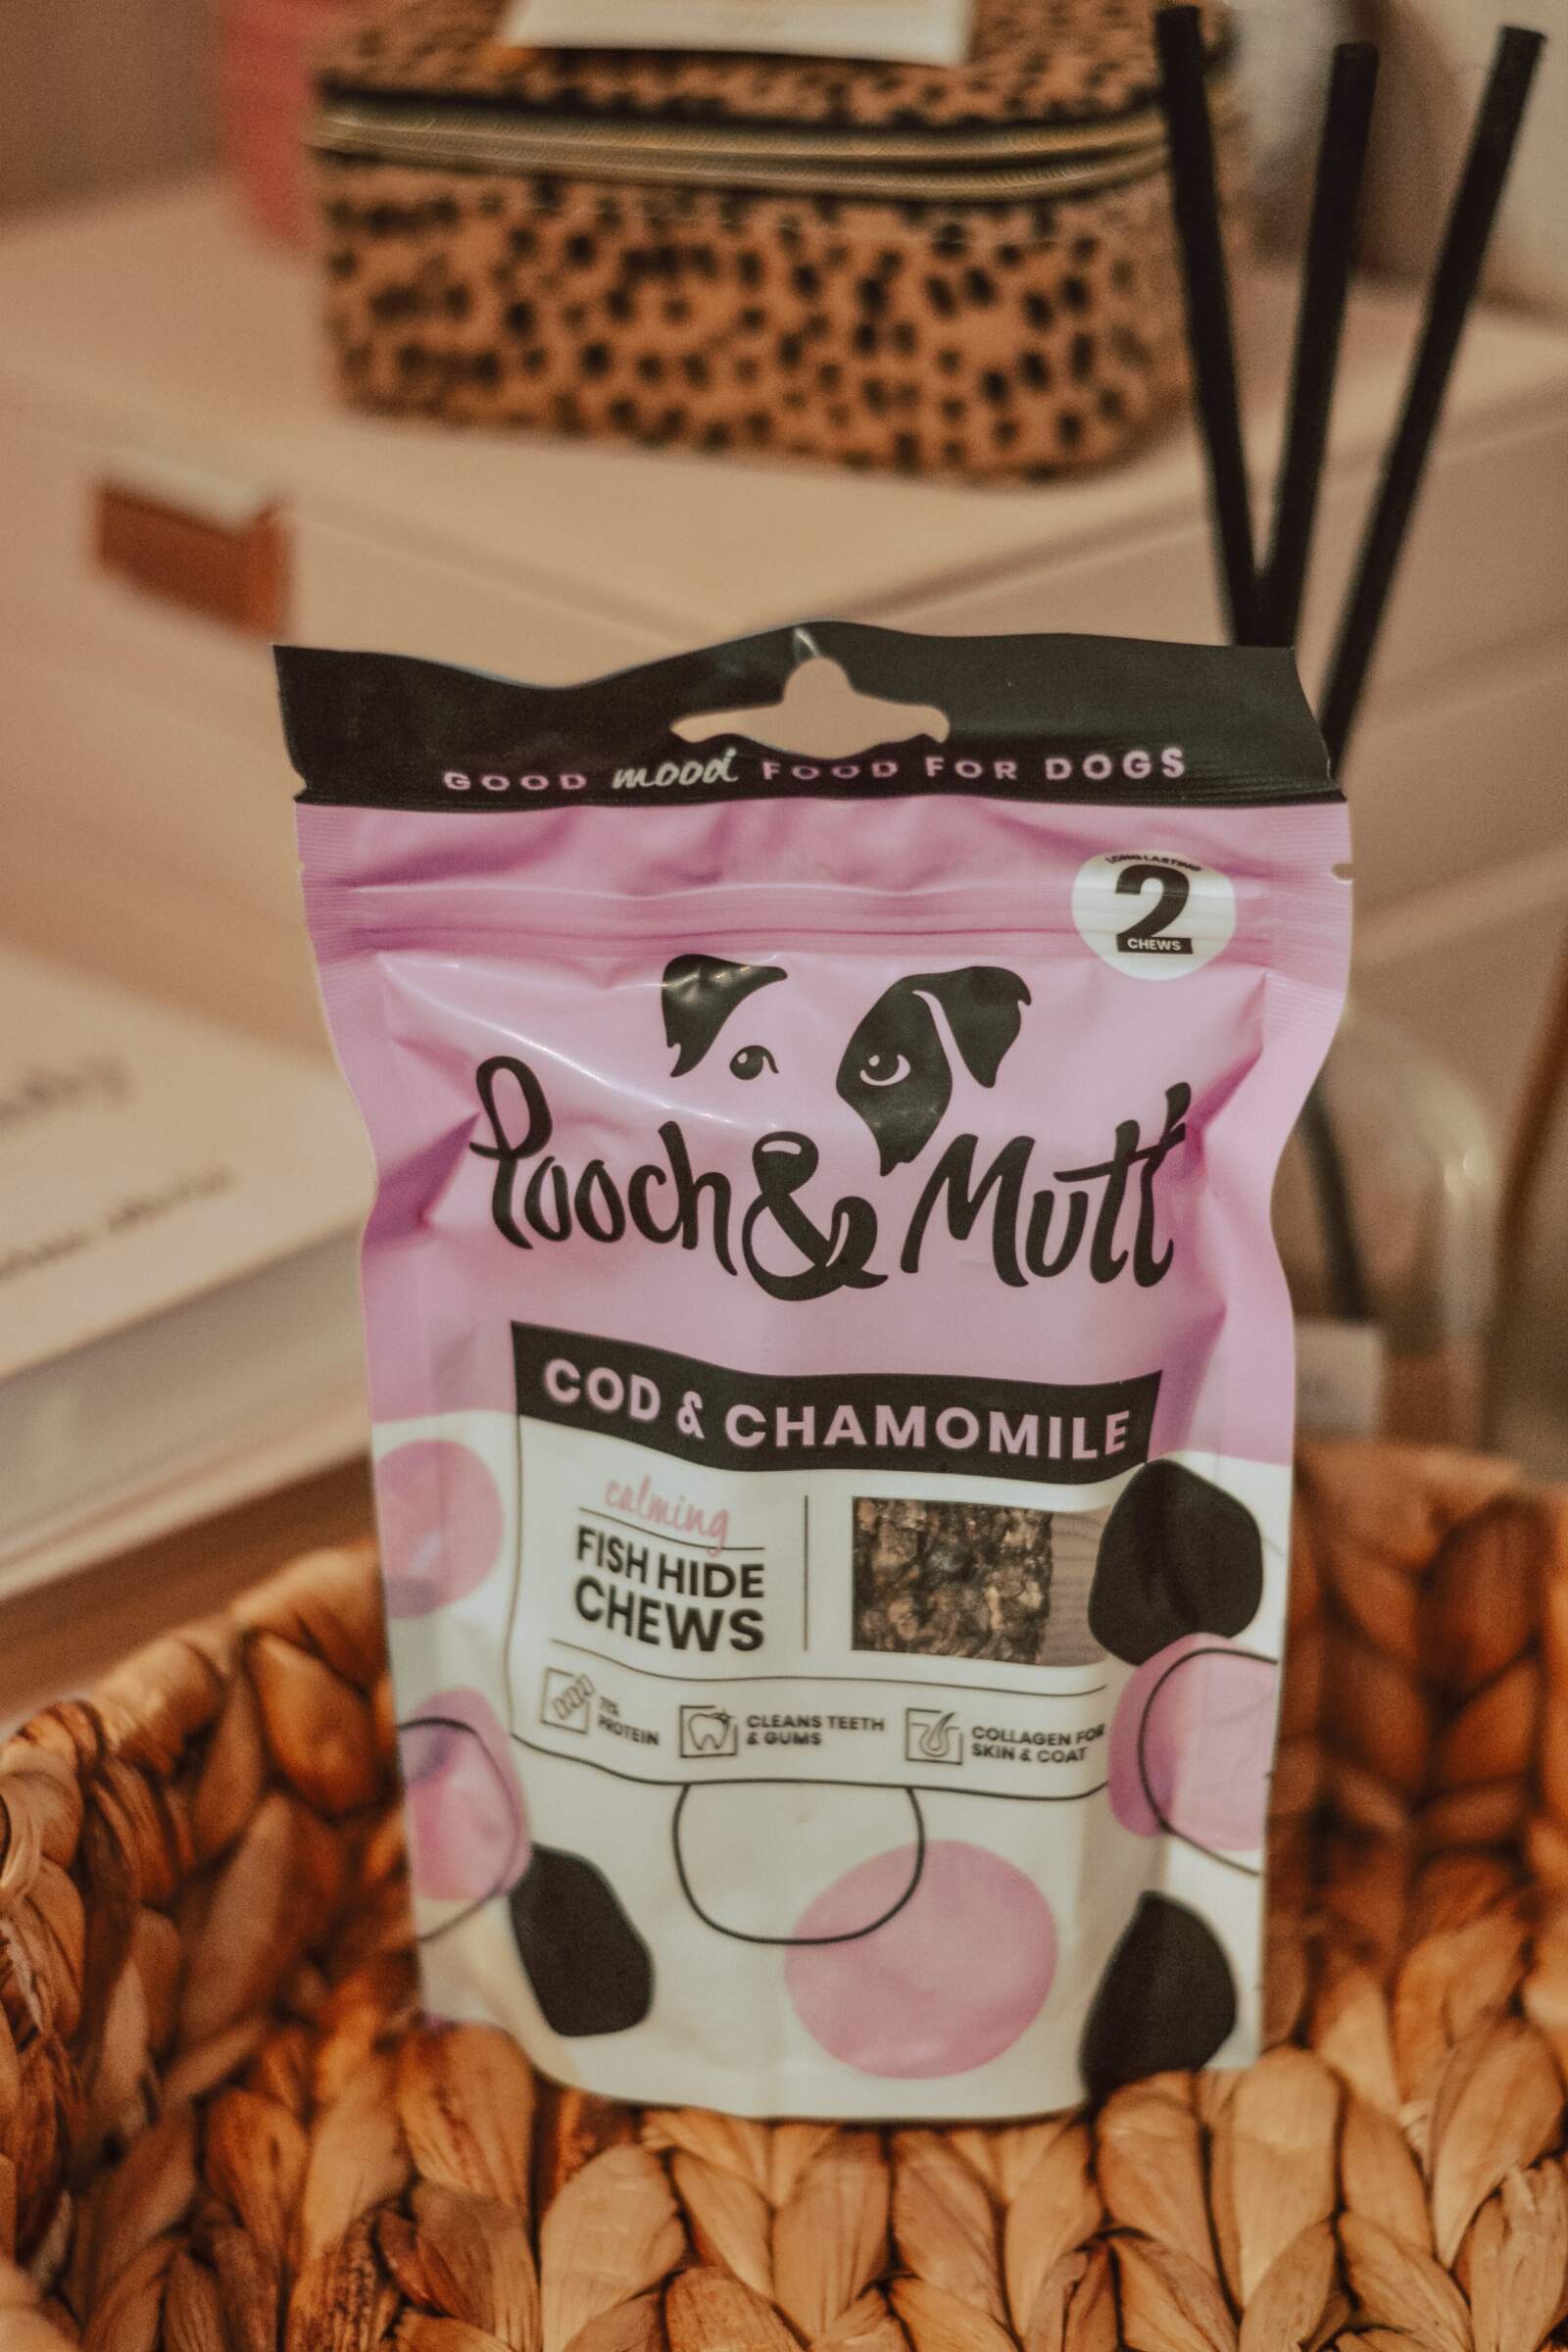 GOOD mood FOOD FOR DOGS
LONG LASTING
2
CHEWS
Pooch & Mutt
COD & CHAMOMILE
calming
FISH HIDE
CHEWS
PROTEIN
CLEANS TEETH
& GUMS
COLLAGEN FOR
SKIN & COAT